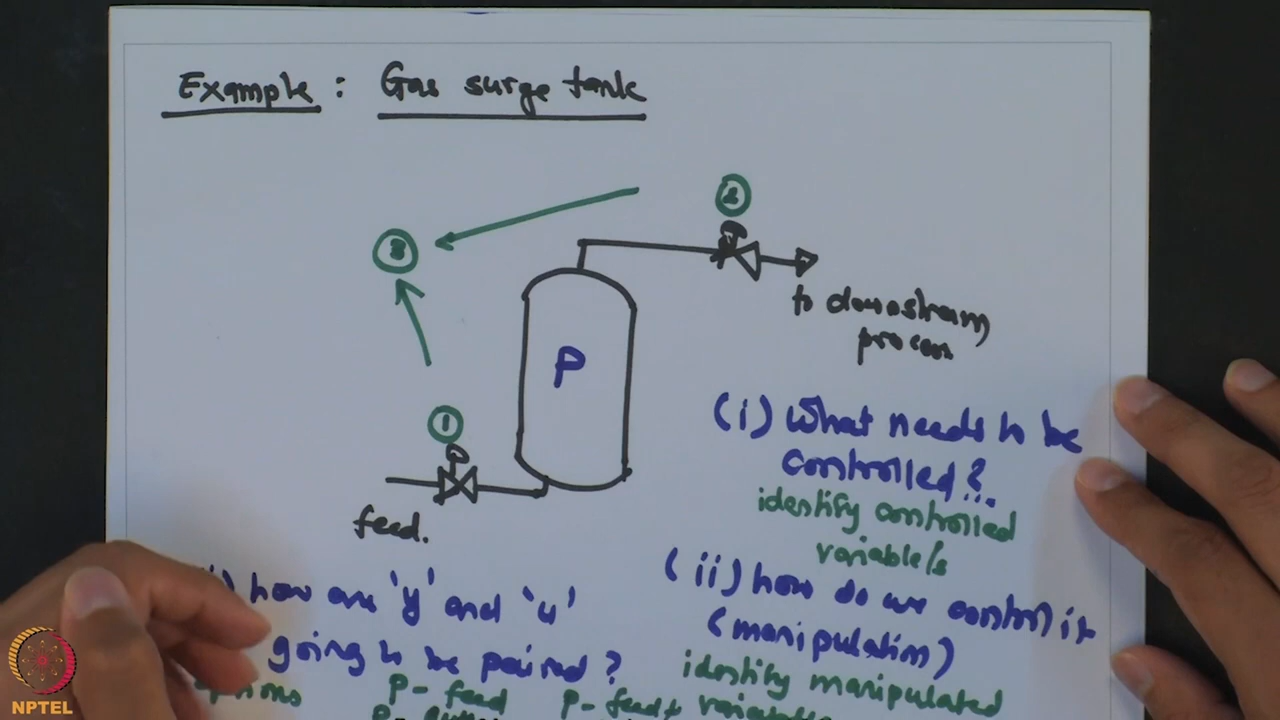 Example : Gas surge tank
2
3
to downstream
process
P
1
feed.
(i) What needs to be
controlled?...
identify controlled
variable/s
(ii) how do we control it
(manipulation)
identify manipulated
how are 'y' and 'u'
going to be paired?
P - feed
P - feed +
NPTEL